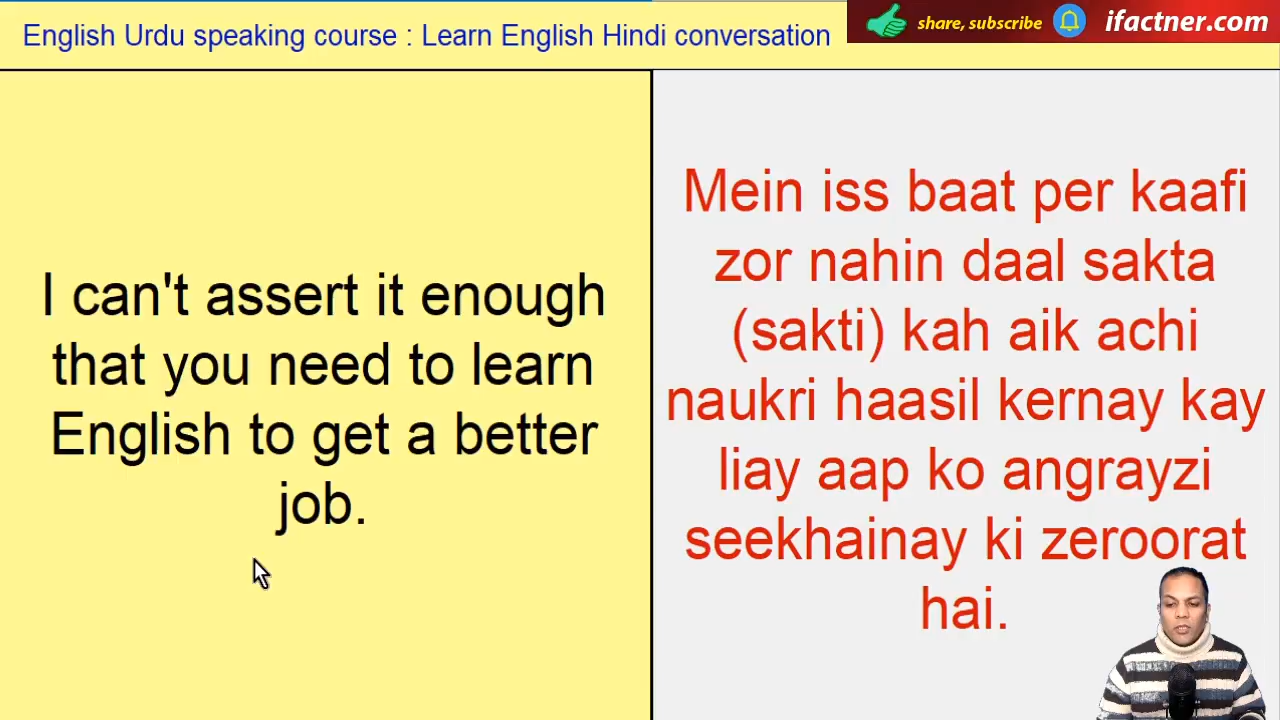 English Urdu speaking course : Learn English Hindi conversation
share, subscribe
ifactner.com
I can't assert it enough
that you need to learn
English to get a better
job.
Mein iss baat per kaafi
zor nahin daal sakta
(sakti) kah aik achi
naukri haasil kernay kay
liay aap ko angrayzi
seekhainay ki zeroorat
hai.